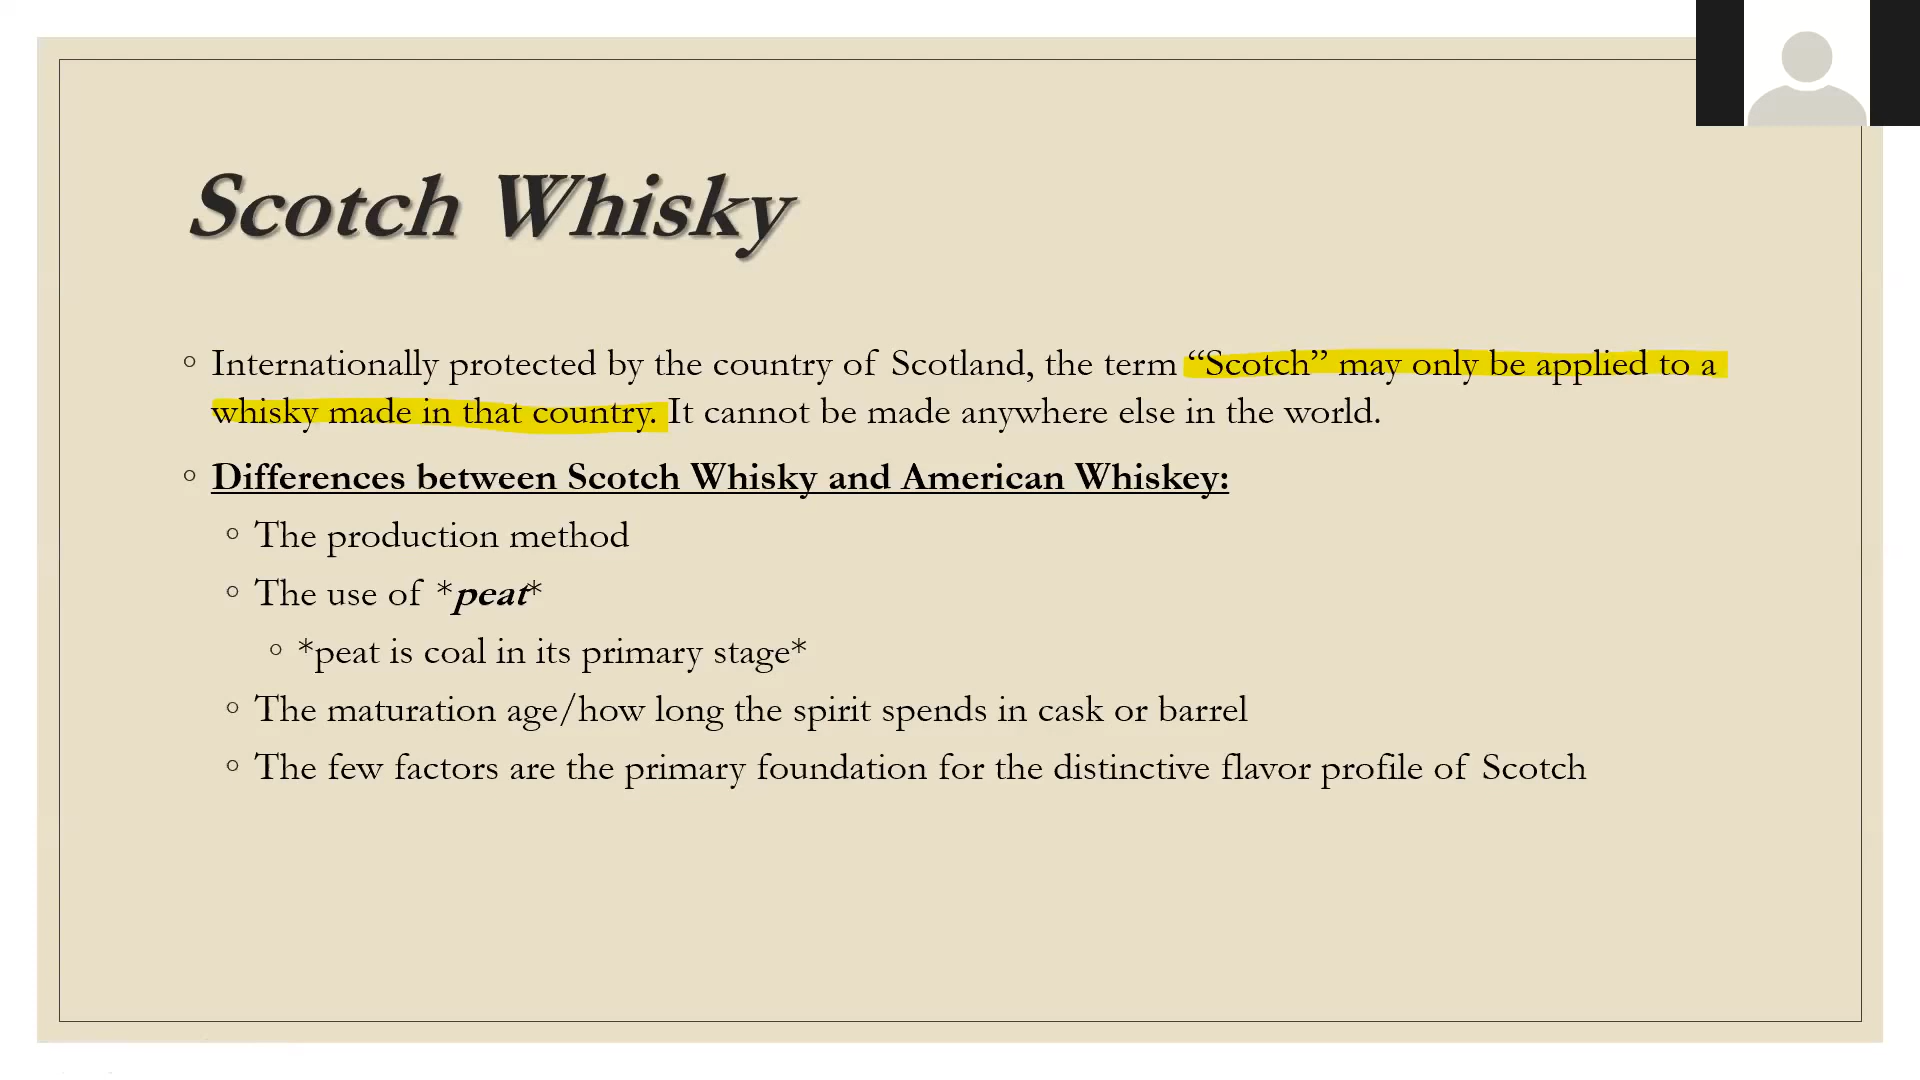 Scotch Whisky
◦ Internationally protected by the country of Scotland, the term “Scotch” may only be applied to a
whisky made in that country. It cannot be made anywhere else in the world.
◦ Differences between Scotch Whisky and American Whiskey:
◦ The production method
◦ The use of *peat*
◦ *peat is coal in its primary stage*
◦ The maturation age/how long the spirit spends in cask or barrel
◦ The few factors are the primary foundation for the distinctive flavor profile of Scotch